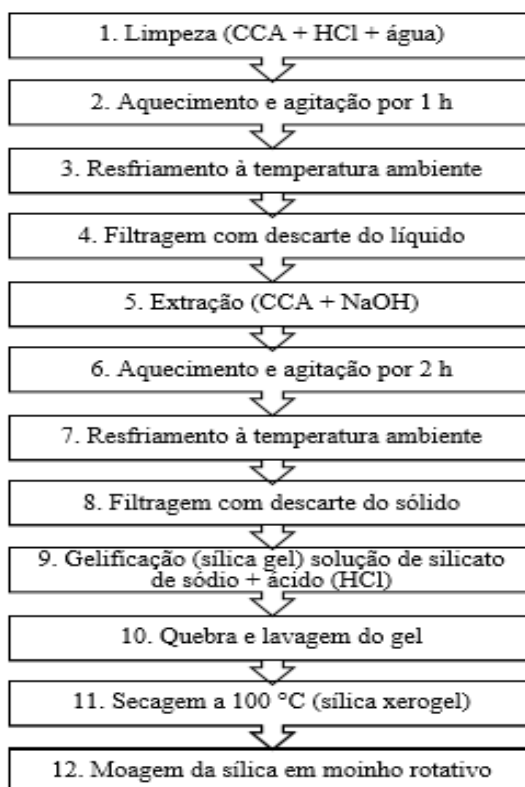 1. Limpeza (CCA + HCl + água)
2. Aquecimento e agitação por 1 h
3. Resfriamento à temperatura ambiente
4. Filtragem com descarte do líquido
5. Extração (CCA + NaOH)
6. Aquecimento e agitação por 2 h
7. Resfriamento à temperatura ambiente
8. Filtragem com descarte do sólido
9. Gelificação (sílica gel) solução de silicato
de sódio + ácido (HCl)
10. Quebra e lavagem do gel
11. Secagem a 100 °C (sílica xerogel)
12. Moagem da sílica em moinho rotativo